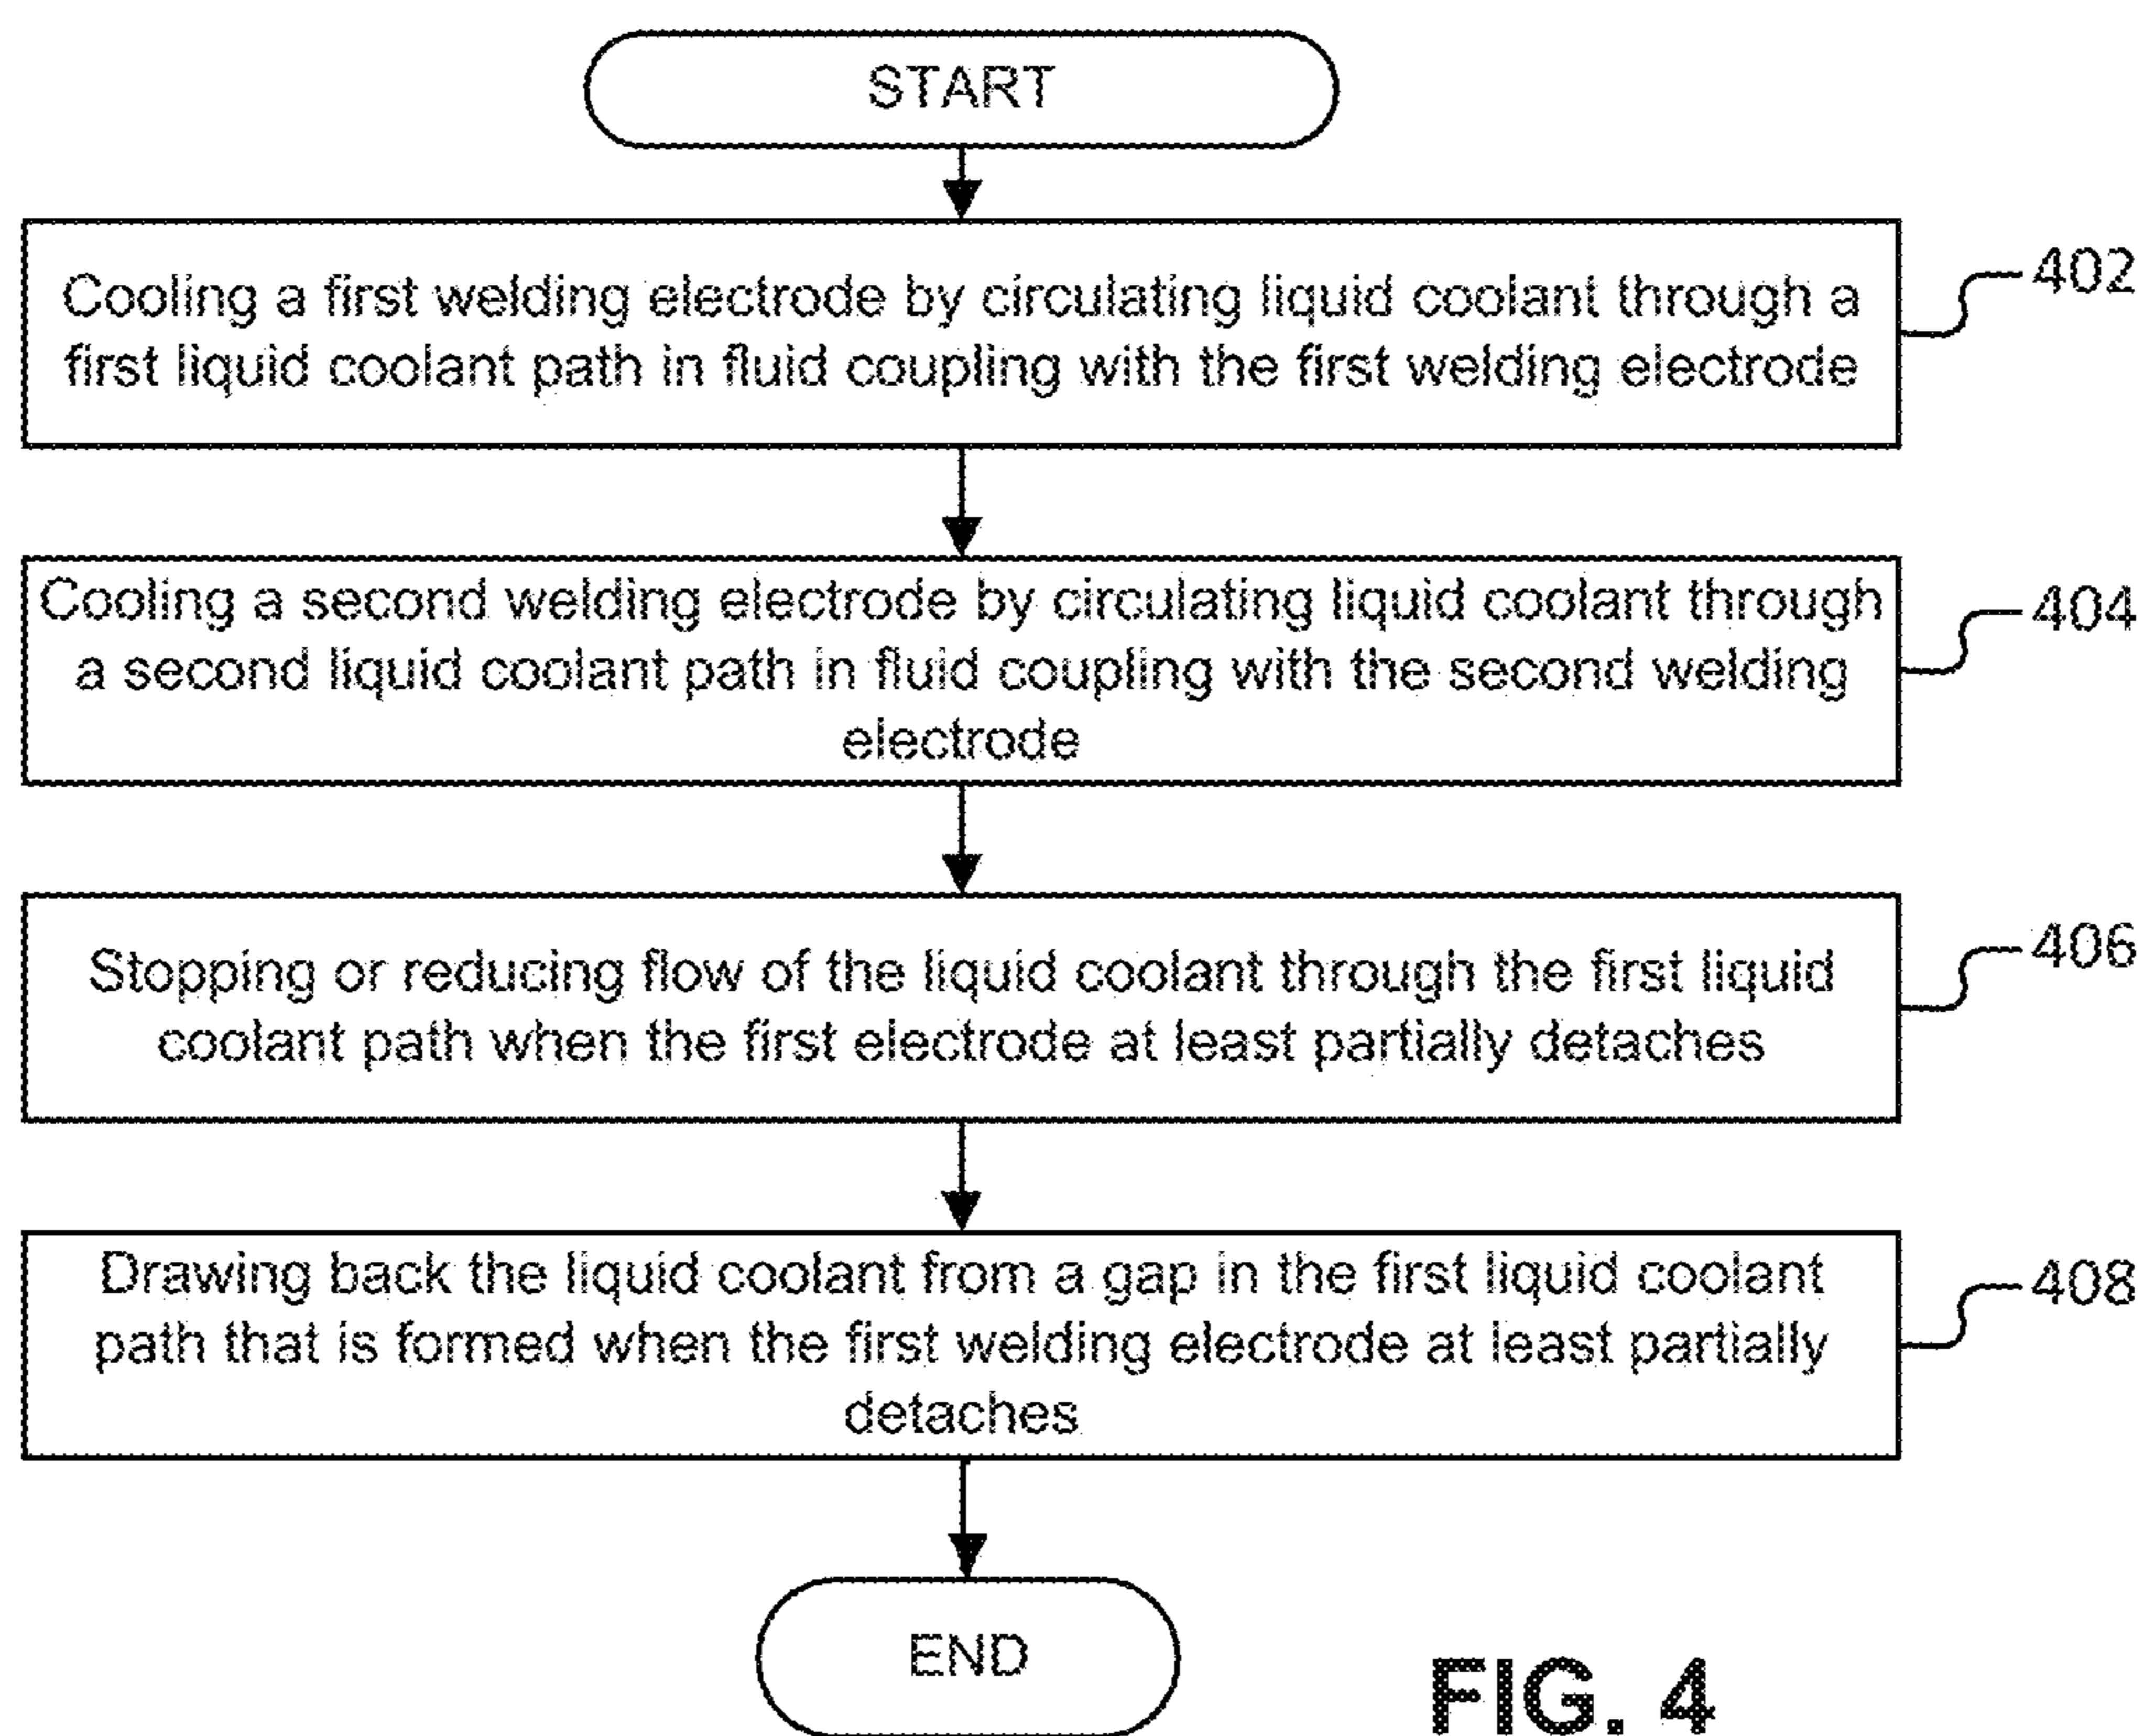 START
Cooling a first welding electrode by circulating liquid coolant through a
first liquid coolant path in fluid coupling with the first welding electrode
402
Cooling a second welding electrode by circulating liquid coolant through
a second liquid coolant path in fluid coupling with the second welding
electrode
404
Stopping or reducing flow of the liquid coolant through the first liquid
coolant path when the first electrode at least partially detaches
406
Drawing back the liquid coolant from a gap in the first liquid coolant
path that is formed when the first welding electrode at least partially
detaches
408
END
FIG. 4